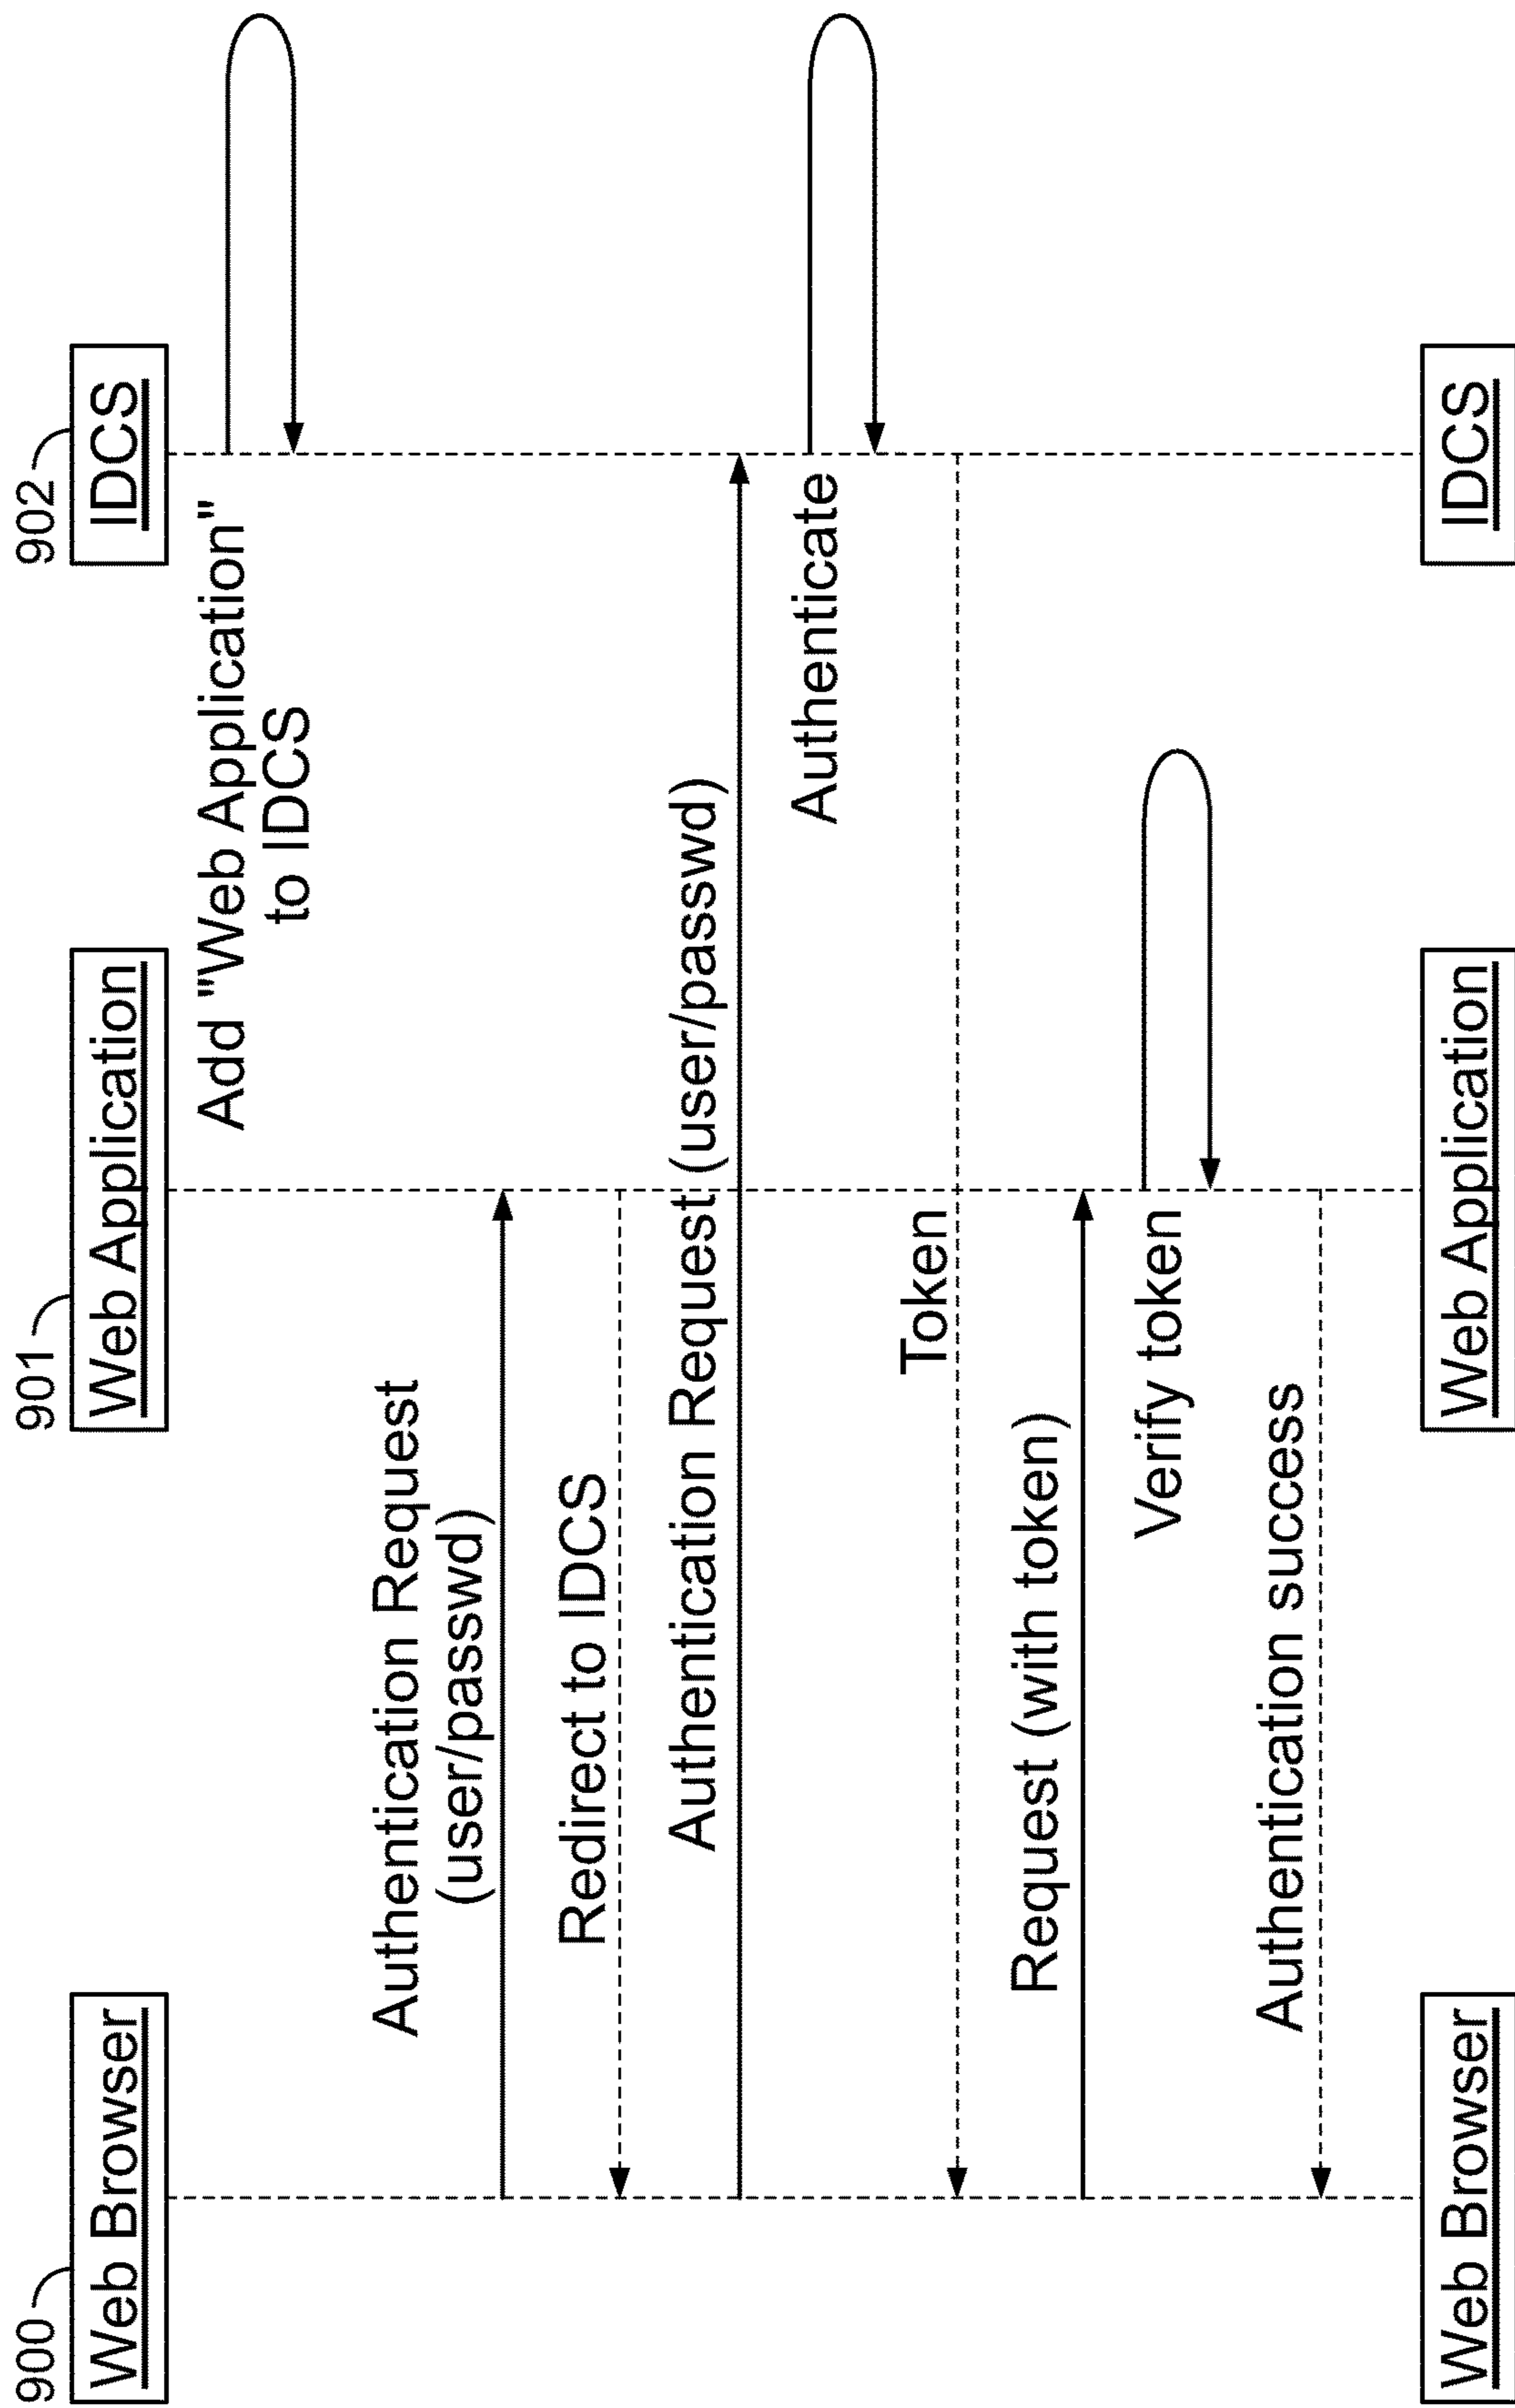 900
Web Browser
901
Web Application
902
IDCS
Add "Web Application"
to IDCS
Authentication Request
(user/passwd)
Redirect to IDCS
Authentication Request (user/passwd)
Authenticate
Token
Request (with token)
Verify token
Authentication success
Web Browser
Web Application
IDCS